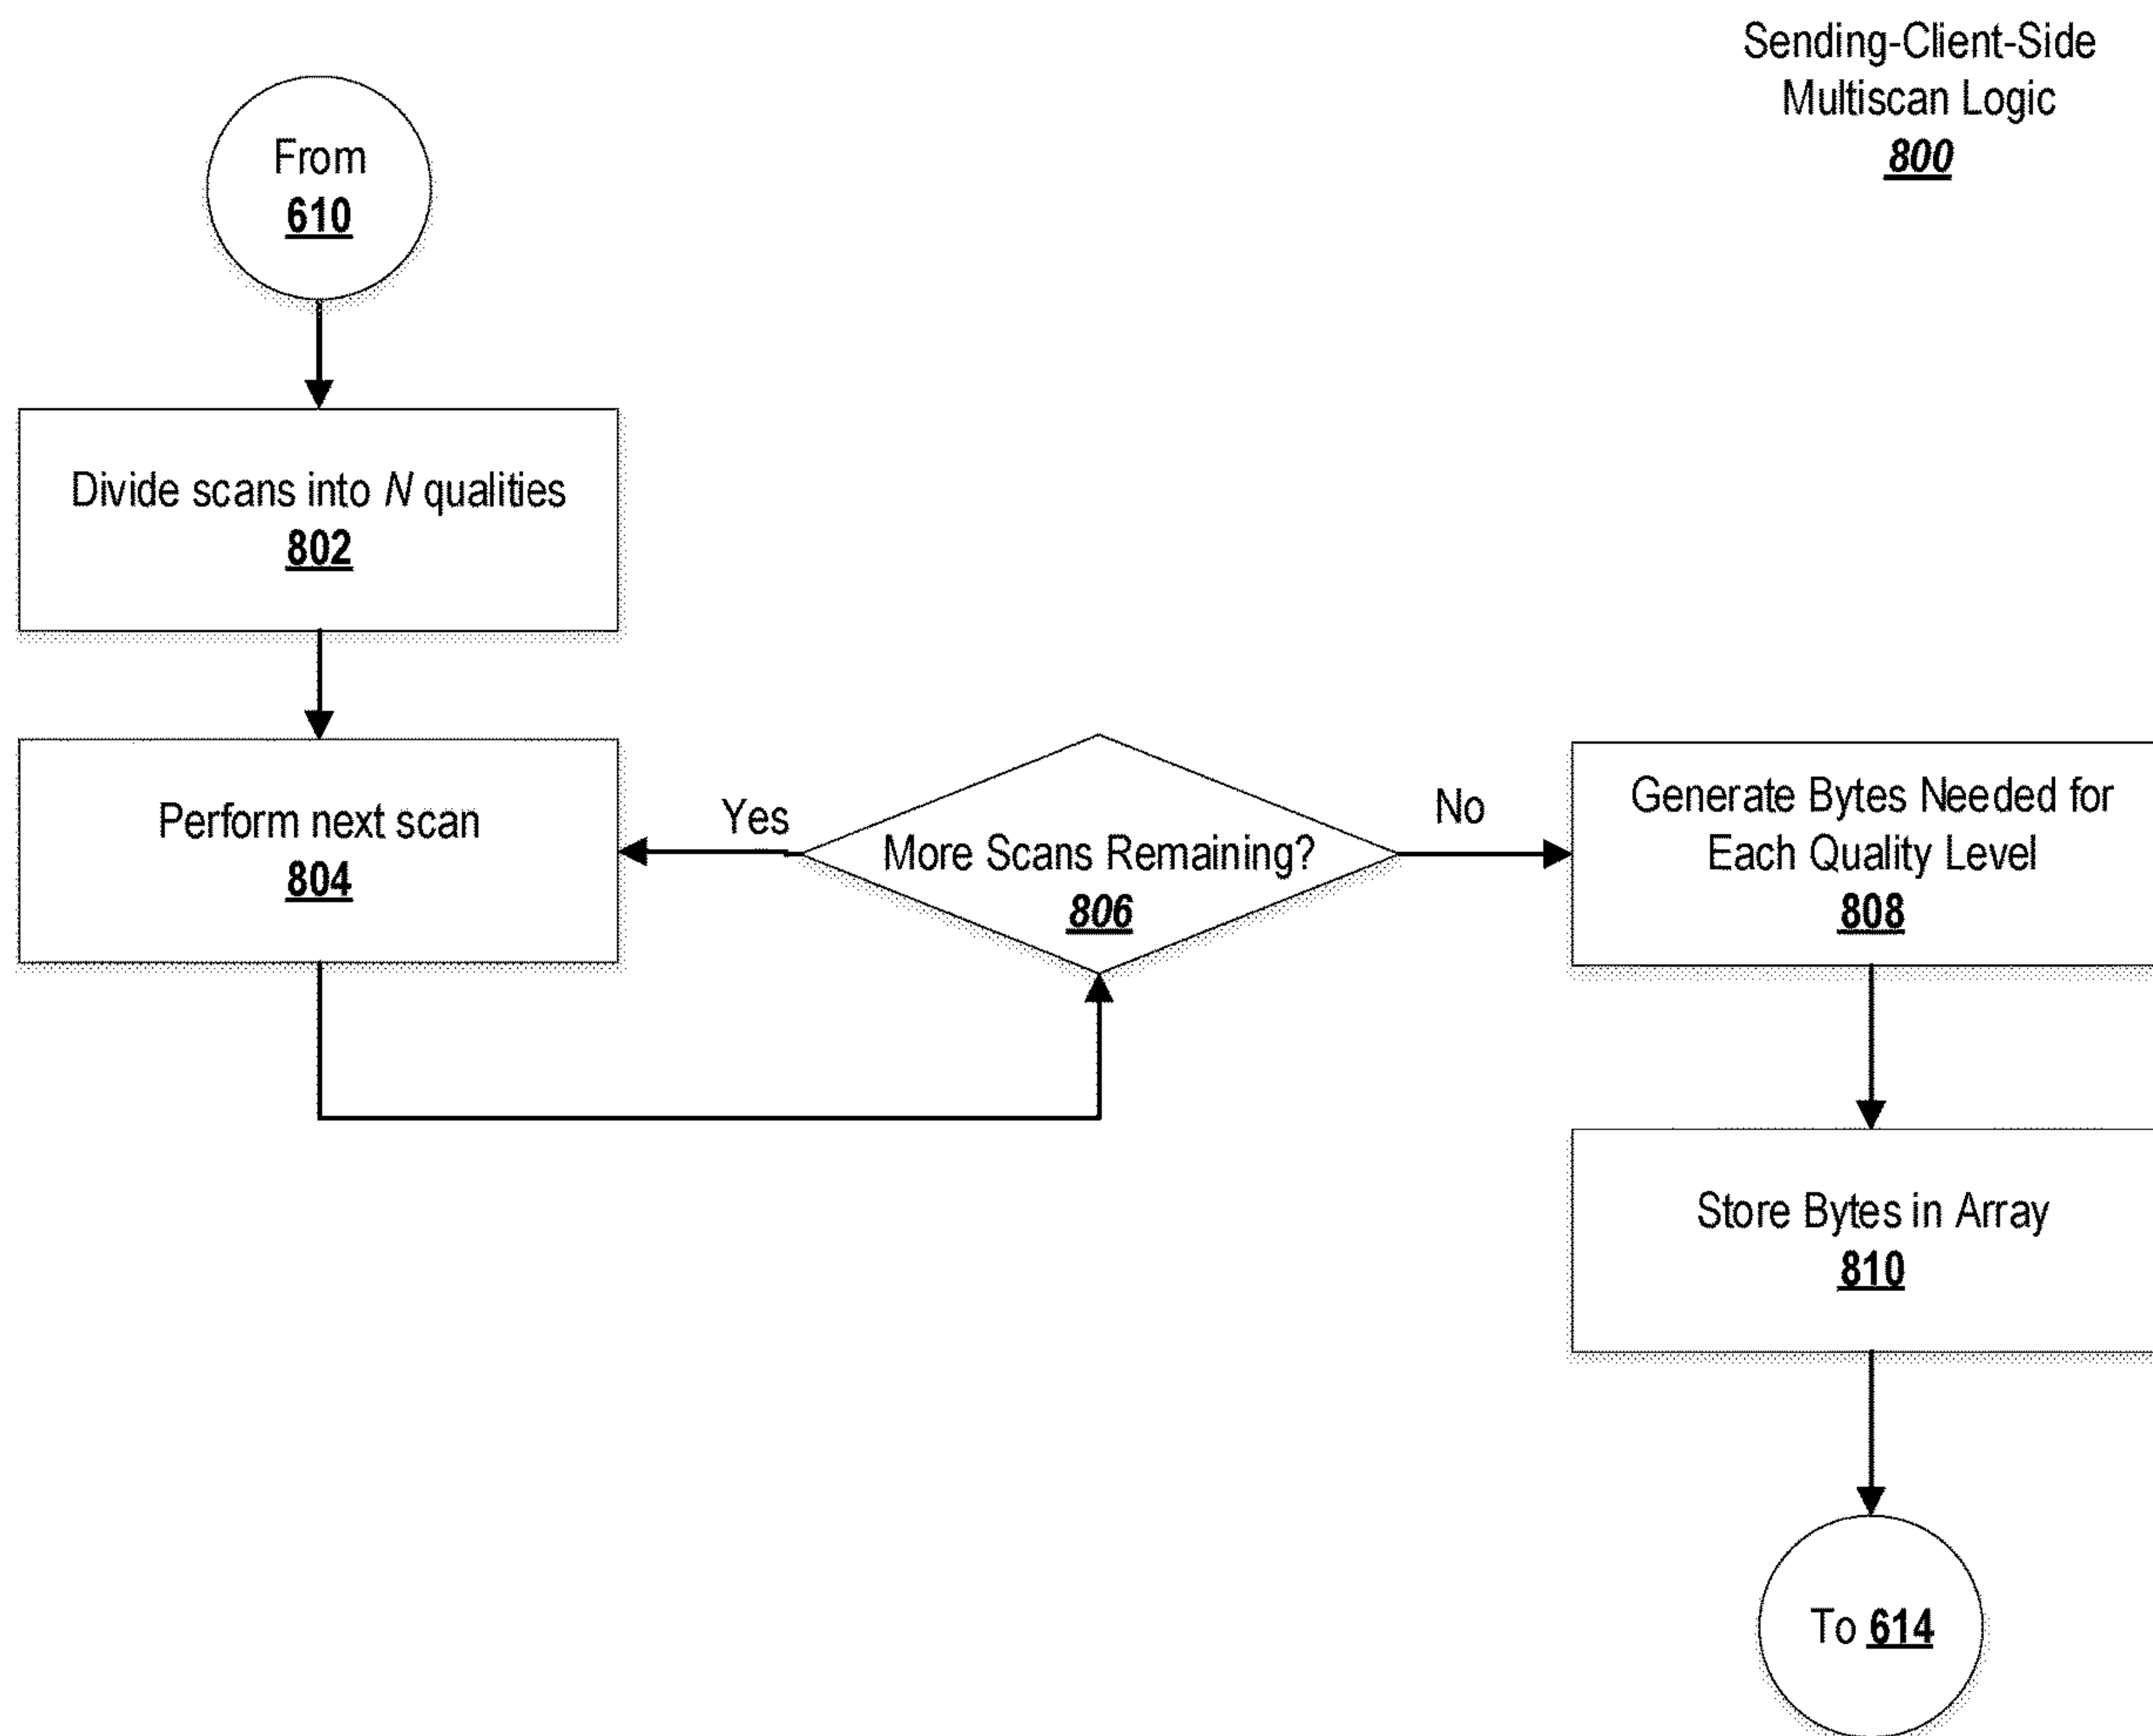 Sending-Client-Side
Multiscan Logic
800
From
610
Divide scans into N qualities
802
Perform next scan
804
Yes
More Scans Remaining?
806
No
Generate Bytes Needed for
Each Quality Level
808
Store Bytes in Array
810
To 614